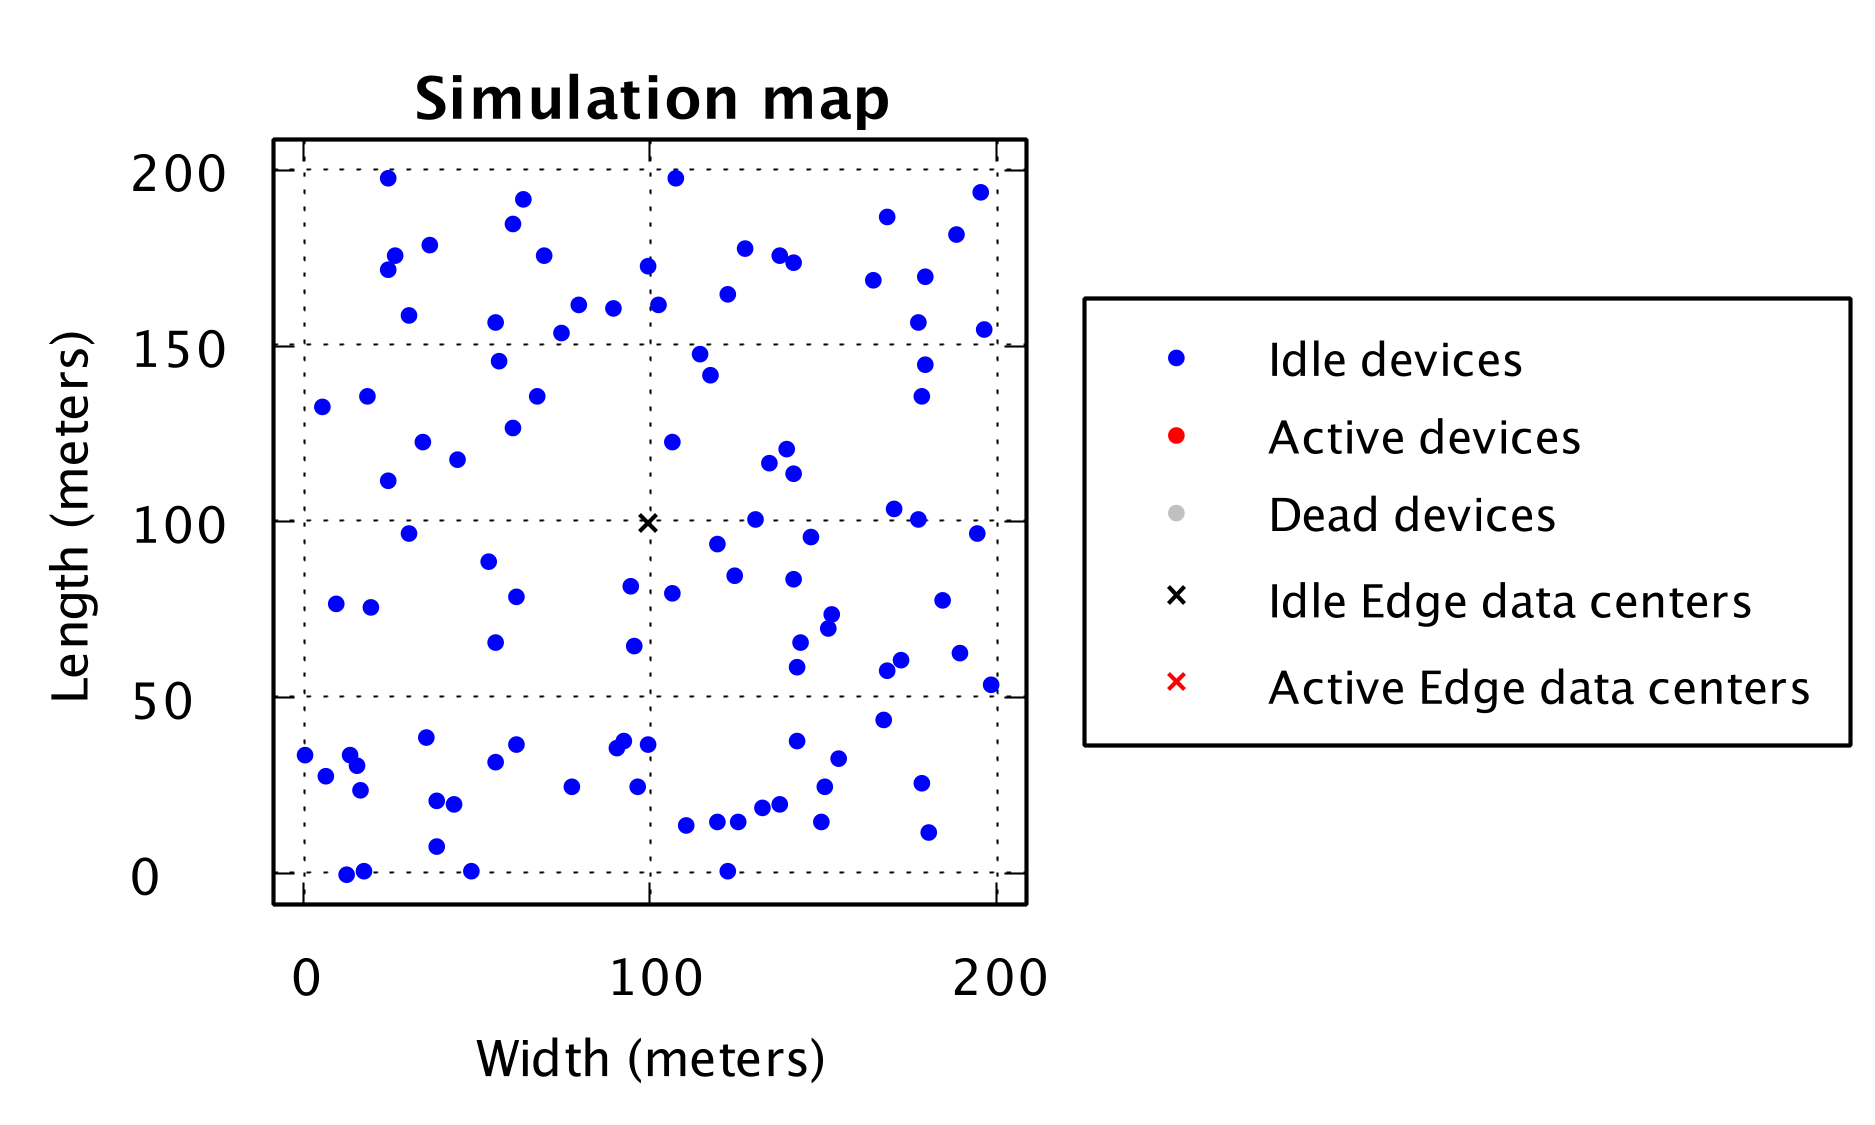 Simulation map
200
150
100
50
0
Length (meters)
0 100 200
Width (meters)
Idle devices
Active devices
Dead devices
Idle Edge data centers
Active Edge data centers